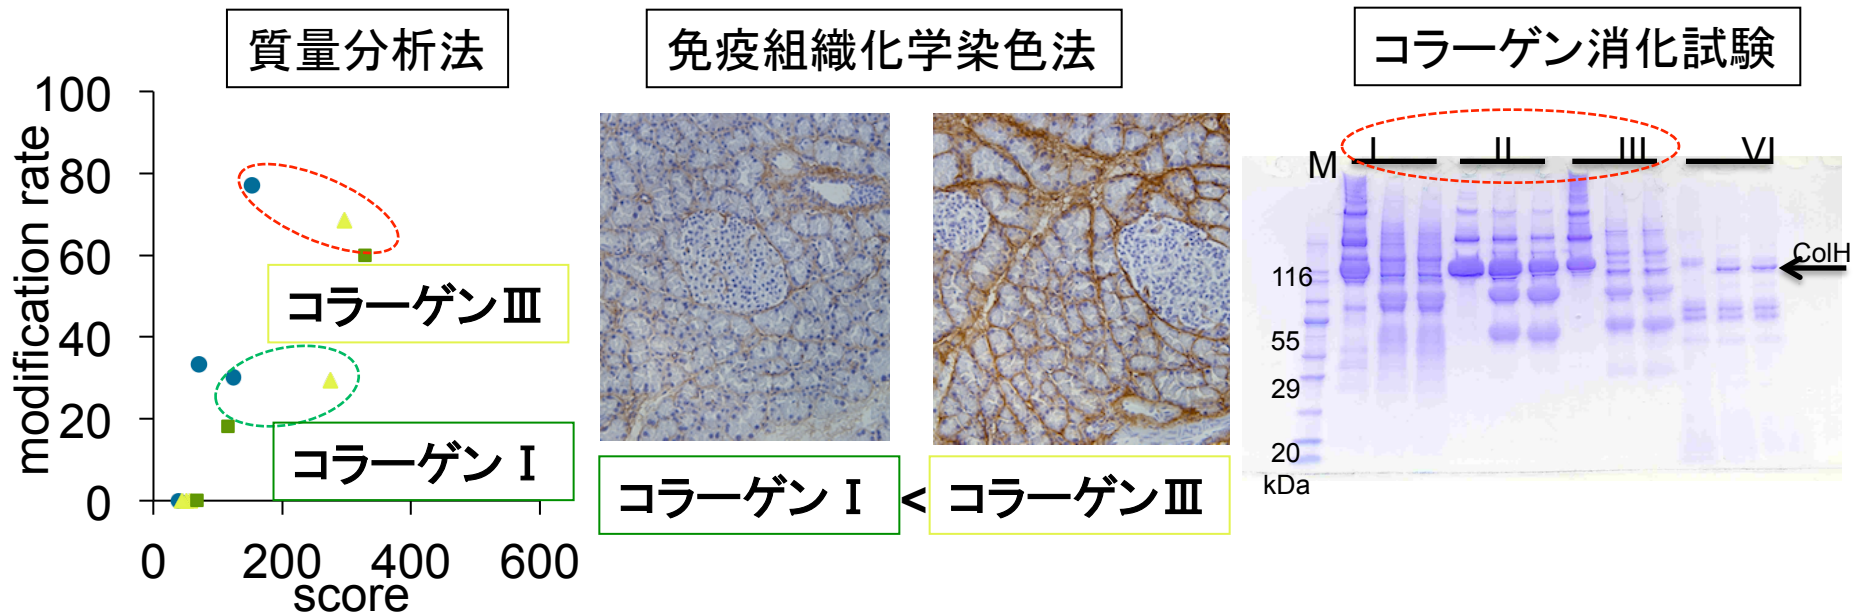 質量分析法
免疫組織化学染色法
コラーゲン消化試験
modification rate
100
80
60
40
20
0
0 200 400 600
score
コラーゲンⅢ
コラーゲンⅠ
コラーゲンⅠ < コラーゲンⅢ
M I II III VI
116
55
29
20
kDa
ColH